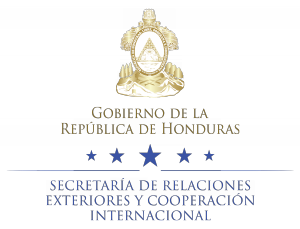 GOBIERNO DE LA
REPÚBLICA DE HONDURAS
SECRETARÍA DE RELACIONES
EXTERIORES Y COOPERACIÓN
INTERNACIONAL